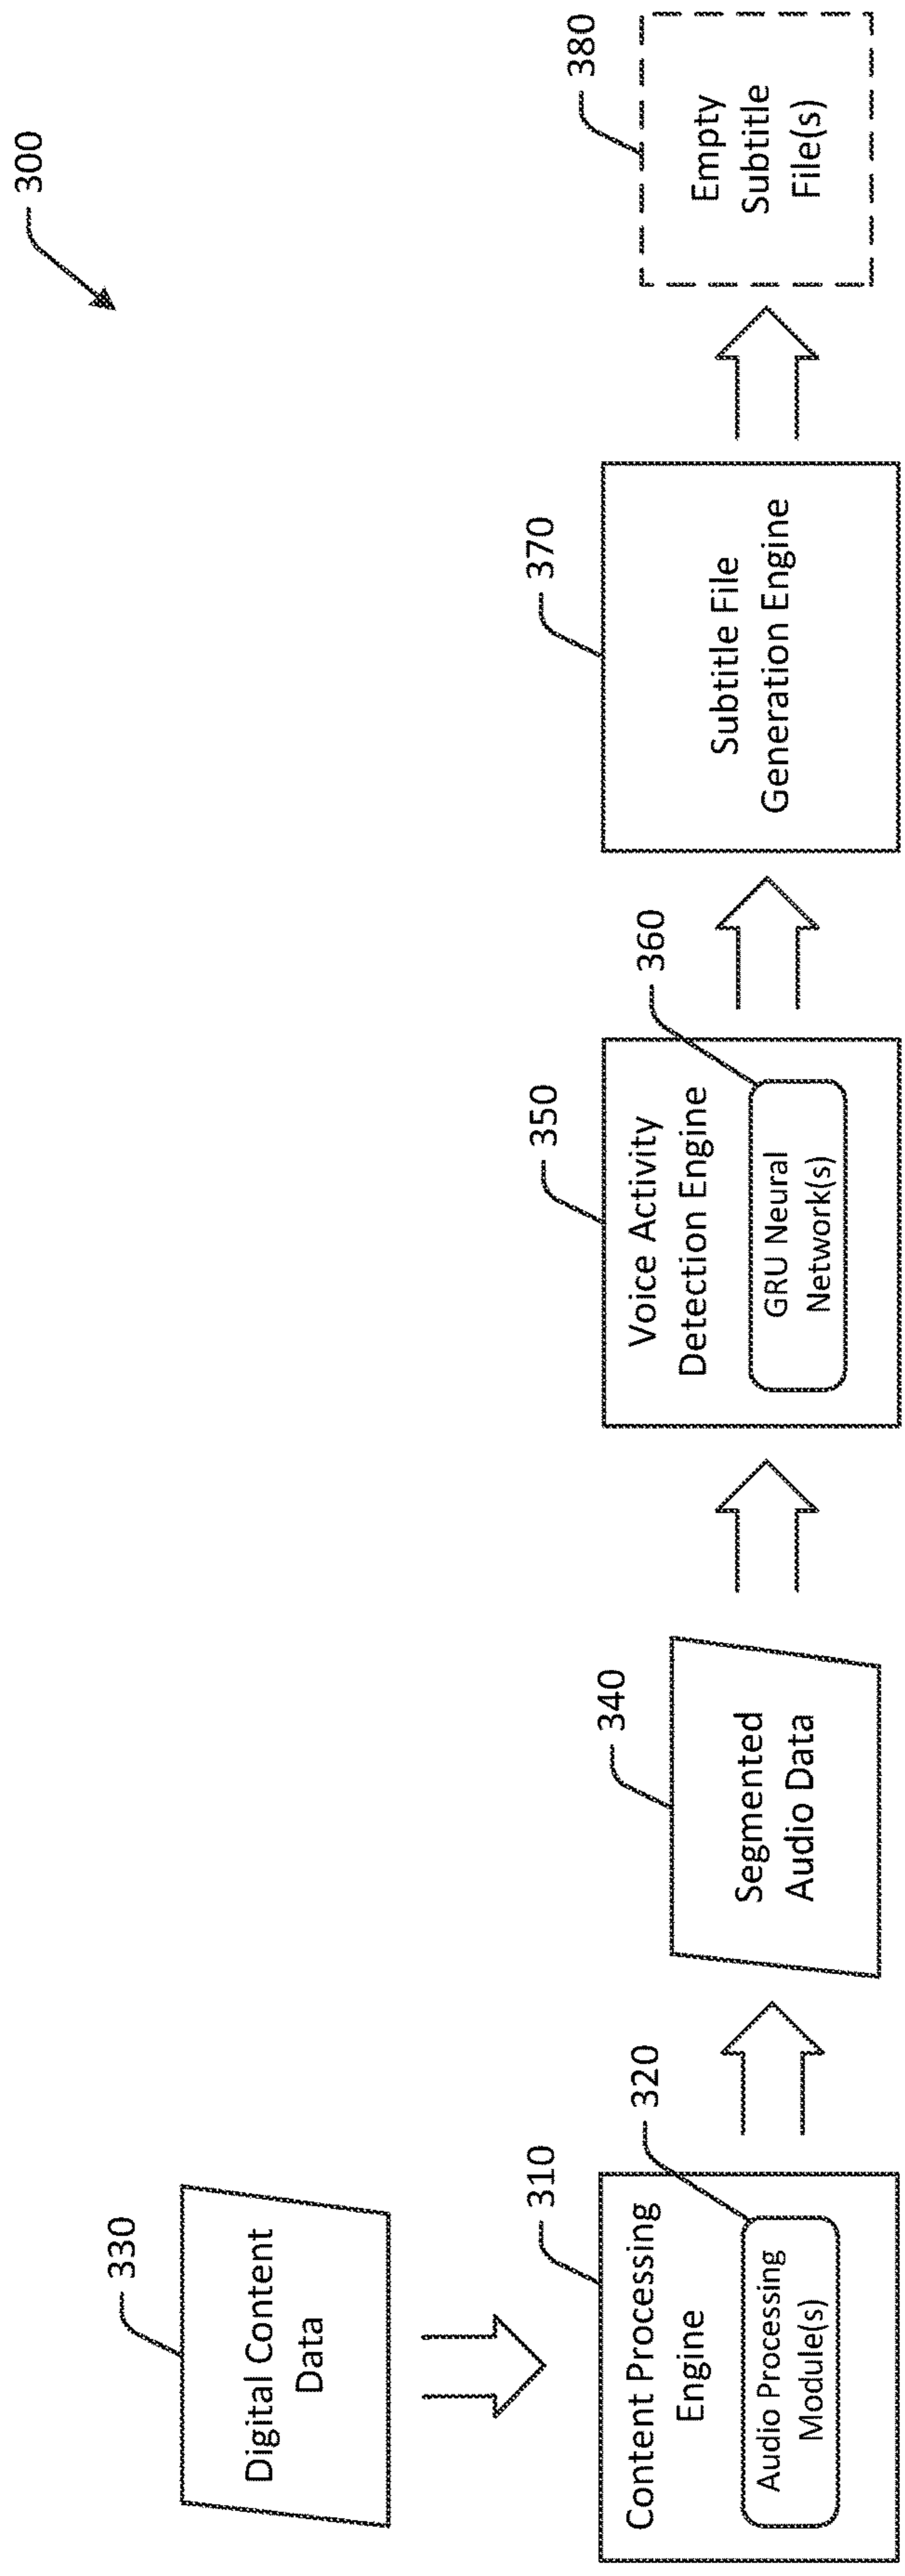 300
330
Digital Content
Data
310
Content Processing
Engine
320
Audio Processing
Module(s)
340
Segmented
Audio Data
350
Voice Activity
Detection Engine
360
GRU Neural
Network(s)
370
Subtitle File
Generation Engine
380
Empty
Subtitle
File(s)